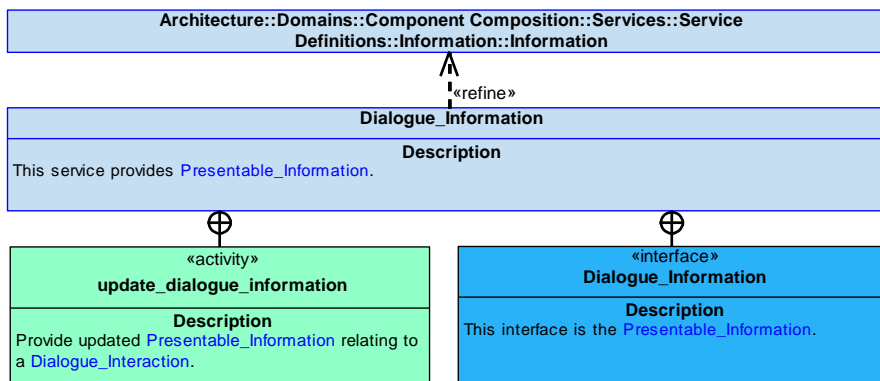 Architecture::Domains::Component Composition::Services::Service
Definitions::Information::Information
«refine»
Dialogue_Information
Description
This service provides Presentable_Information.
«activity»
update_dialogue_information
Description
Provide updated Presentable_Information relating to
a Dialogue_Interaction.
«interface»
Dialogue_Information
Description
This interface is the Presentable_Information.